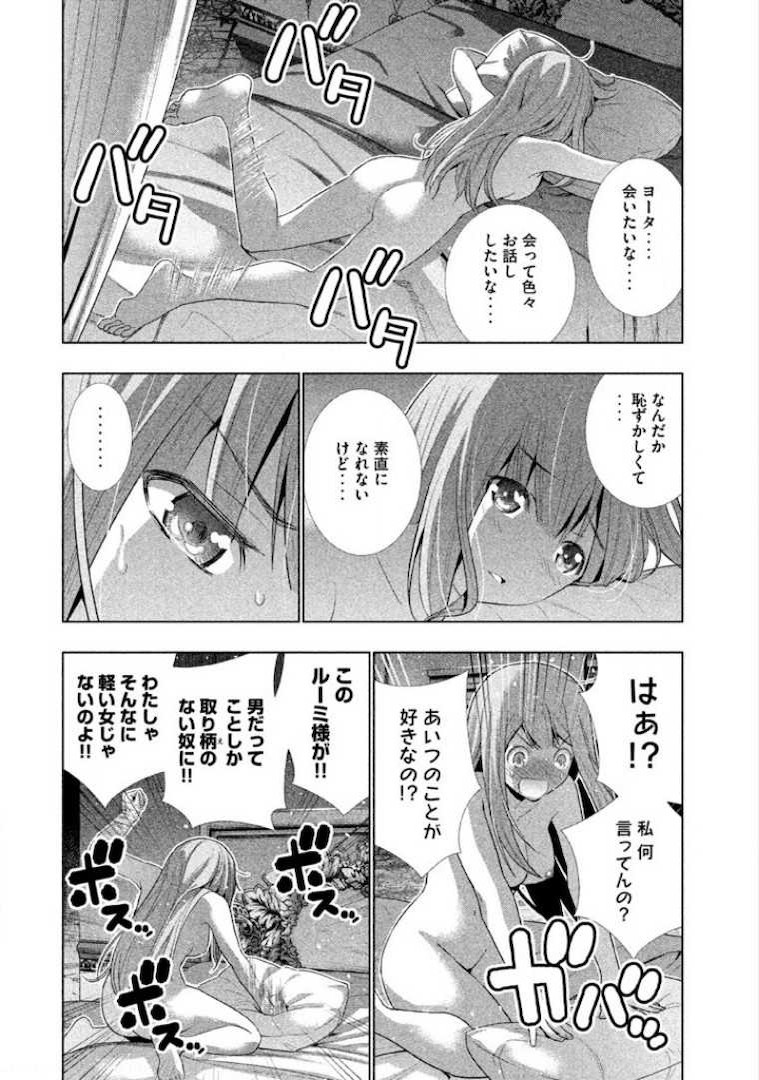 ヨータ‥‥
会いたいな‥‥
会って色々
お話し
したいな‥‥
バタ
バタ
バタ
なんだか
恥ずかしくて
‥‥
素直に
なれない
けど‥‥
‥‥‥‥
はぁ!?
あいつのことが
好きなの!?
私何
言ってんの?
ガバッ
この
ルーミ様が!!
男だって
ことしか
取り柄の
え
ない奴に!!
わたしゃ
そんなに
軽い女じゃ
ないのよ!!
ボスッ
ボスッ
ボスッ